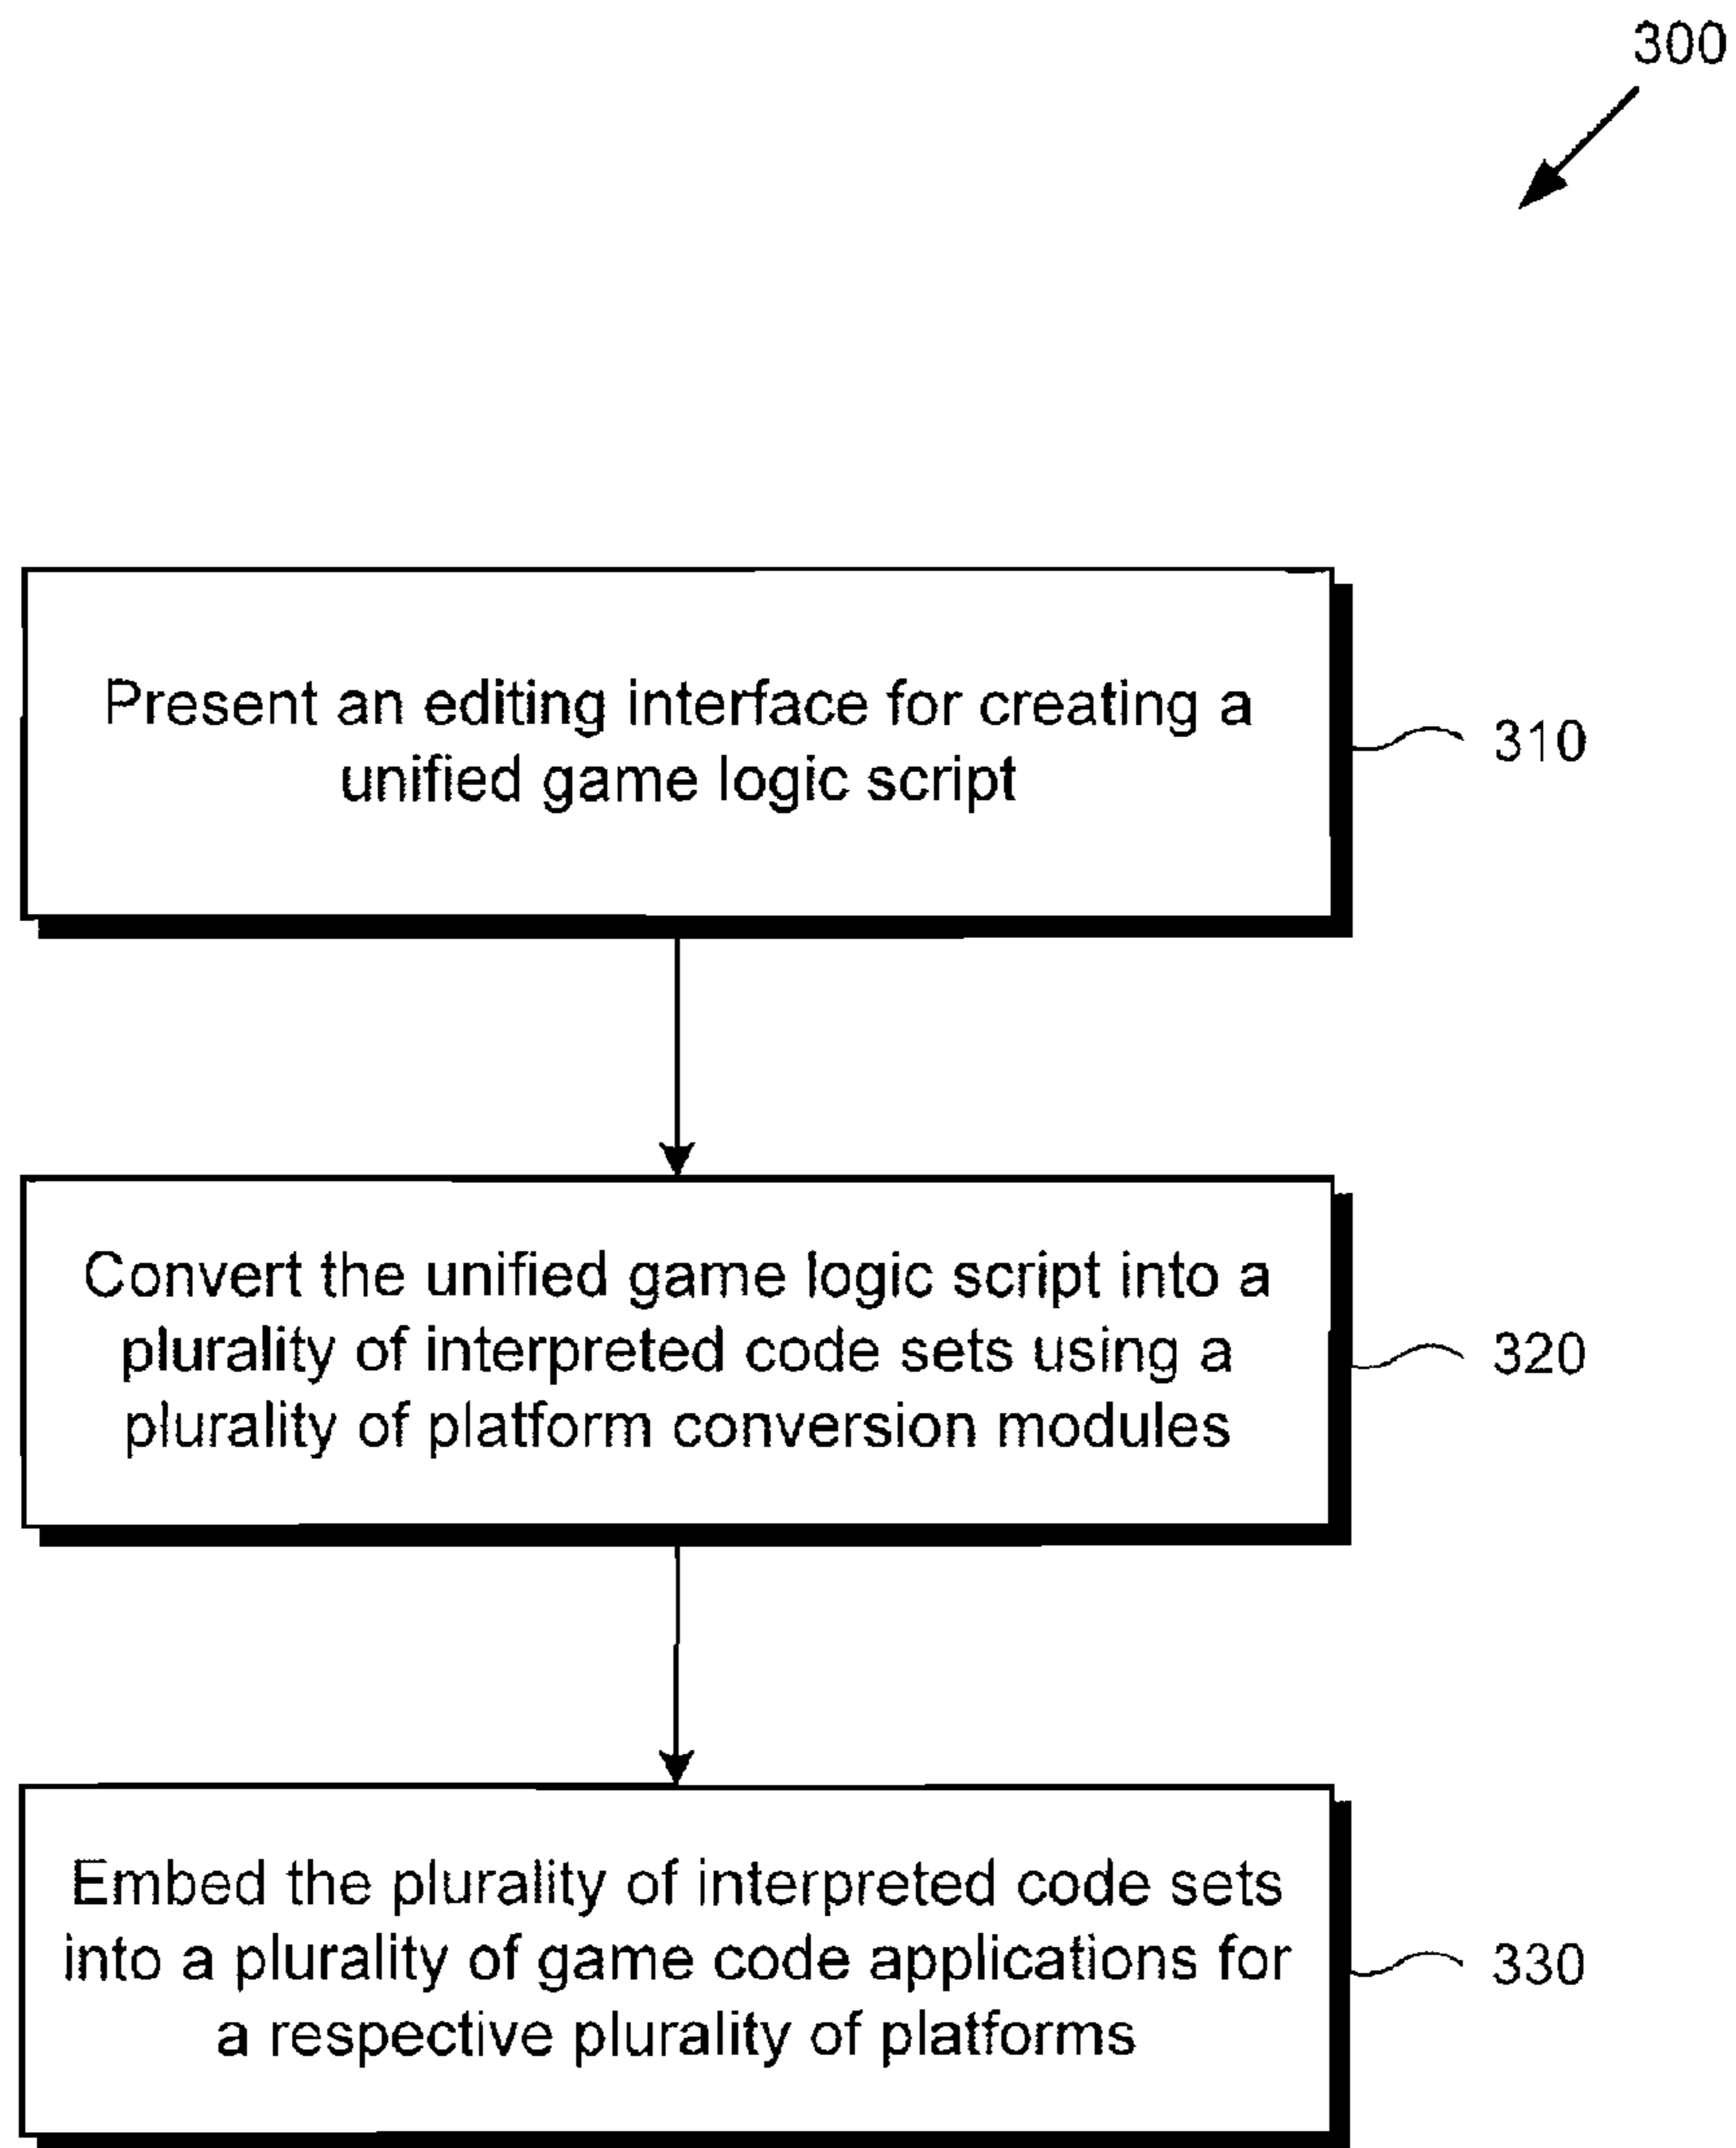 300
Present an editing interface for creating a
unified game logic script
310
Convert the unified game logic script into a
plurality of interpreted code sets using a
plurality of platform conversion modules
320
Embed the plurality of interpreted code sets
into a plurality of game code applications for
a respective plurality of platforms
330